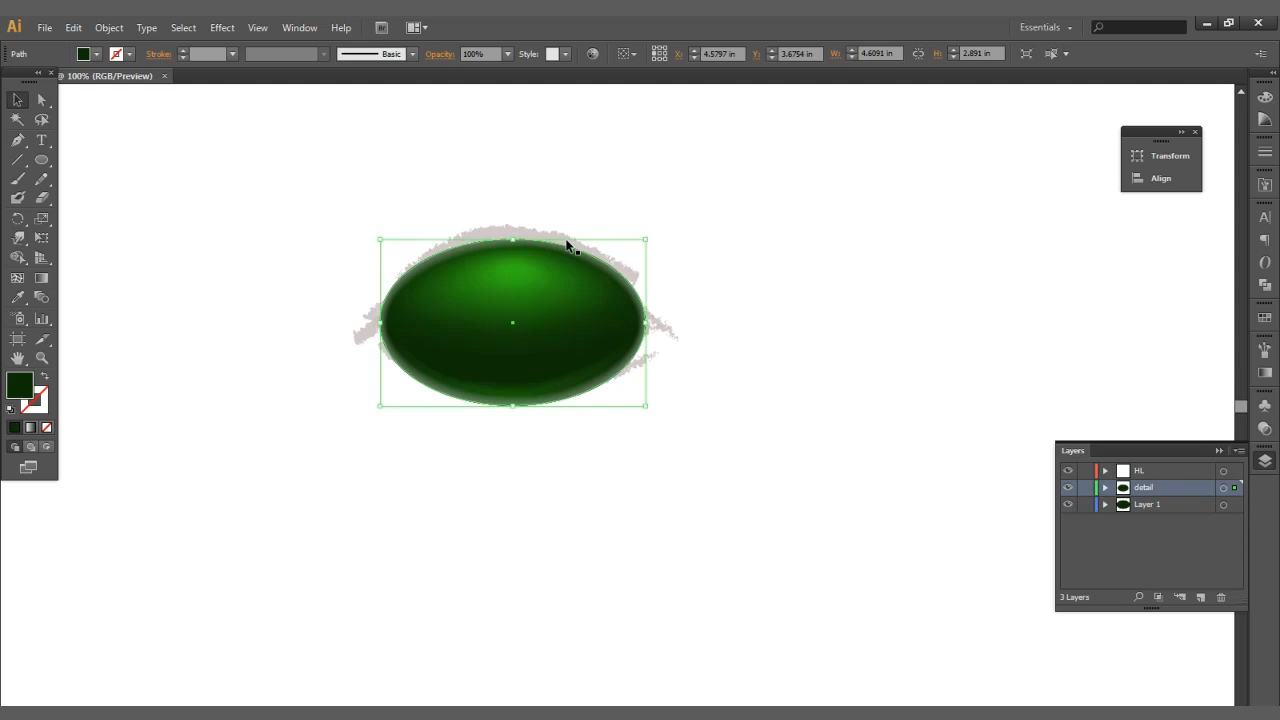 Ai File Edit Object Type Select Effect View Window Help Br Essentials
Path Stroke: Basic Opacity: 100% Style: X: 4.5797 in Y: 3.6754 in W: 4.6091 in H: 2.891 in
@ 100% (RGB/Preview)
Transform
Align
Layers
HL
detail
Layer 1
3 Layers